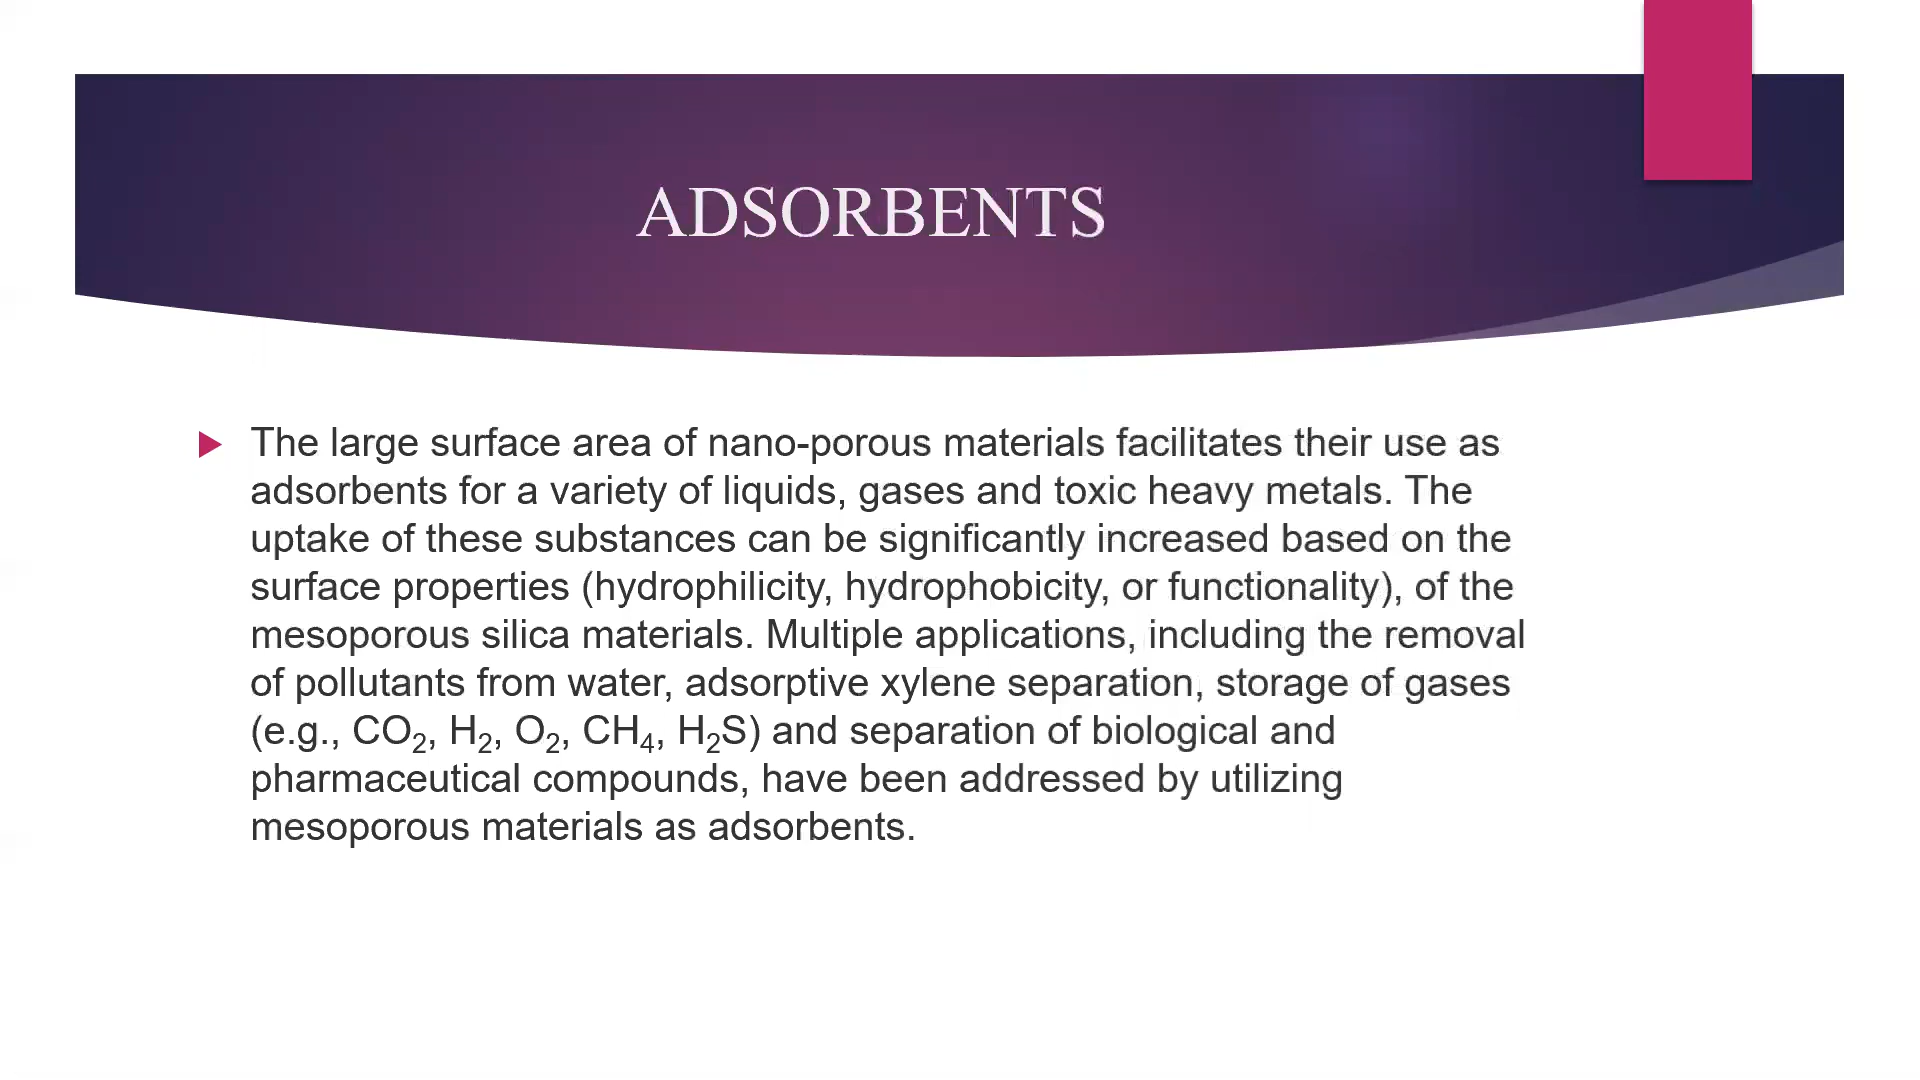 ADSORBENTS
The large surface area of nano-porous materials facilitates their use as
adsorbents for a variety of liquids, gases and toxic heavy metals. The
uptake of these substances can be significantly increased based on the
surface properties (hydrophilicity, hydrophobicity, or functionality), of the
mesoporous silica materials. Multiple applications, including the removal
of pollutants from water, adsorptive xylene separation, storage of gases
(e.g., CO₂, H₂, O₂, CH₄, H₂S) and separation of biological and
pharmaceutical compounds, have been addressed by utilizing
mesoporous materials as adsorbents.